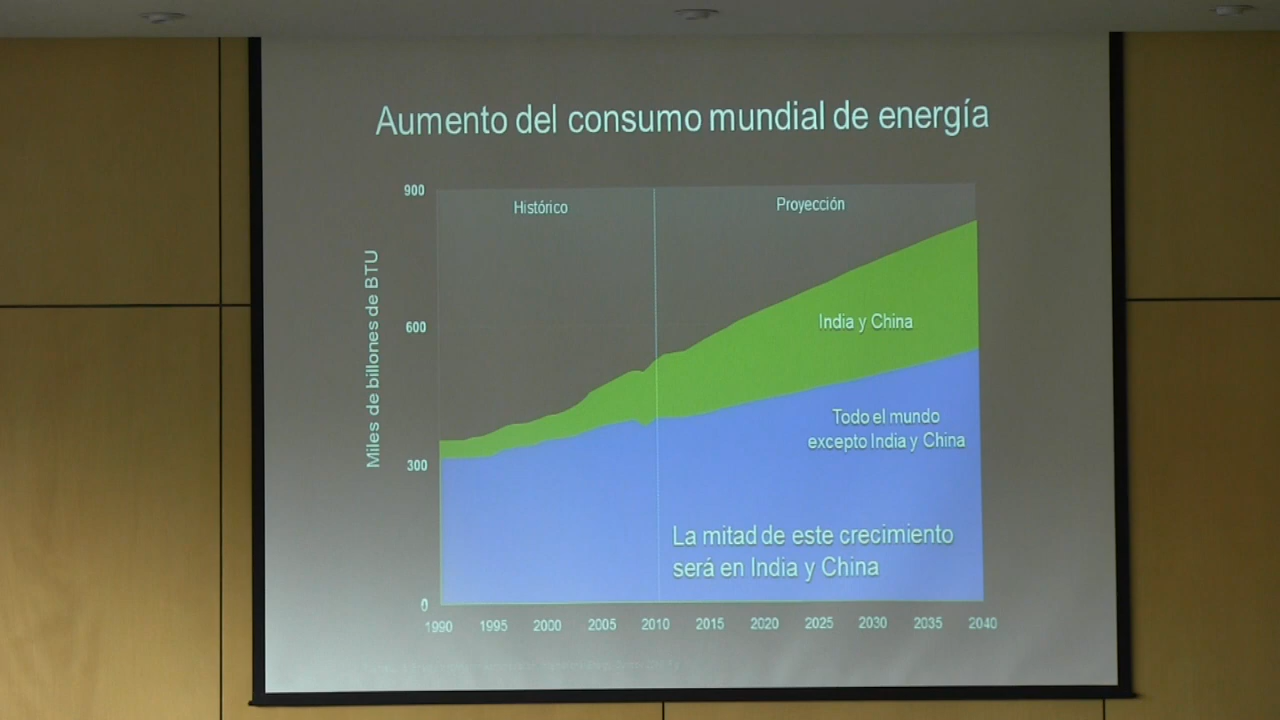 Aumento del consumo mundial de energía
900
Histórico
Proyección
Miles de billones de BTU
600
India y China
Todo el mundo
excepto India y China
300
La mitad de este crecimiento
será en India y China
0
1990 1995 2000 2005 2010 2015 2020 2025 2030 2035 2040